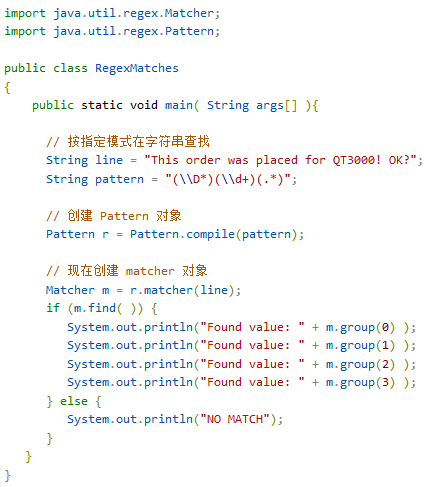 import java.util.regex.Matcher;
import java.util.regex.Pattern;

public class RegexMatches
{
    public static void main( String args[] ){

      // 按指定模式在字符串查找
      String line = "This order was placed for QT3000! OK?";
      String pattern = "(\\D*)(\\d+)(.*)";

      // 创建 Pattern 对象
      Pattern r = Pattern.compile(pattern);

      // 现在创建 matcher 对象
      Matcher m = r.matcher(line);
      if (m.find( )) {
         System.out.println("Found value: " + m.group(0) );
         System.out.println("Found value: " + m.group(1) );
         System.out.println("Found value: " + m.group(2) );
         System.out.println("Found value: " + m.group(3) );
      } else {
         System.out.println("NO MATCH");
      }
   }
}